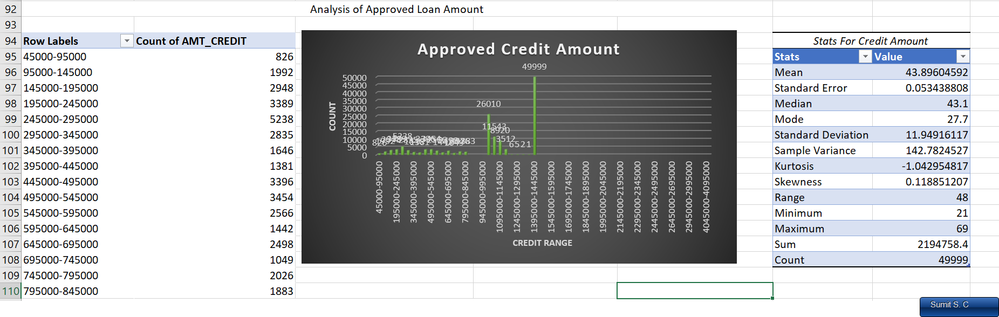 92 Analysis of Approved Loan Amount
93
94 Row Labels Count of AMT_CREDIT
95 45000-95000 826
96 95000-145000 1992
97 145000-195000 2948
98 195000-245000 3389
99 245000-295000 5238
100 295000-345000 2835
101 345000-395000 1646
102 395000-445000 1381
103 445000-495000 3396
104 495000-545000 3454
105 545000-595000 2566
106 595000-645000 1442
107 645000-695000 2498
108 695000-745000 1049
109 745000-795000 2026
110 795000-845000 1883
Approved Credit Amount
49999
50000
45000
40000
35000
30000
25000
20000
15000
10000
5000
0
COUNT
26010
11543
8920
3512
6521
5238
45000-95000
195000-245000
345000-395000
495000-545000
645000-695000
795000-845000
945000-995000
1095000-1145000
1245000-1295000
1395000-1445000
1545000-1595000
1695000-1745000
1845000-1895000
1995000-2045000
2145000-2195000
2295000-2345000
2445000-2495000
2645000-2695000
2945000-2995000
4045000-4095000
CREDIT RANGE
Stats For Credit Amount
Stats Value
Mean 43.89604592
Standard Error 0.053438808
Median 43.1
Mode 27.7
Standard Deviation 11.94916117
Sample Variance 142.7824527
Kurtosis -1.042954817
Skewness 0.118851207
Range 48
Minimum 21
Maximum 69
Sum 2194758.4
Count 49999
Sumit S. C